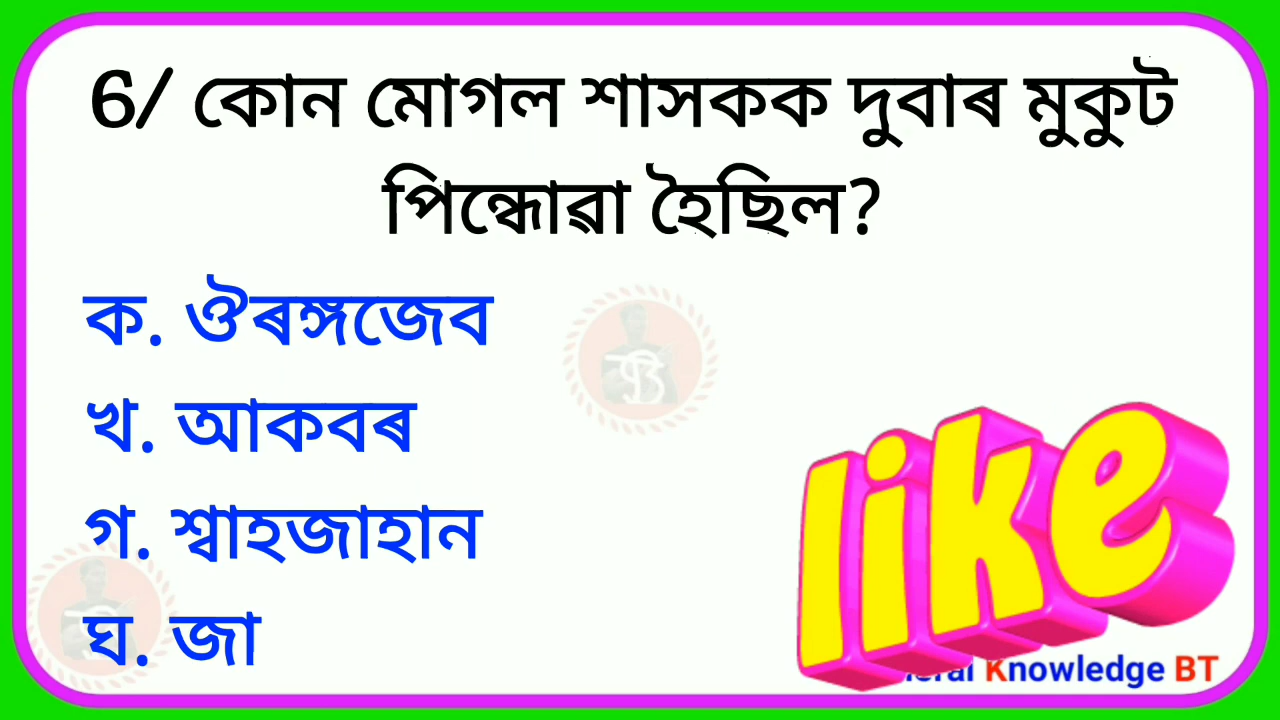 6/ কোন মোগল শাসকক দুবাৰ মুকুট
পিন্ধোৱা হৈছিল?
ক. ঔৰঙ্গজেব
খ. আকবৰ
গ. শ্বাহজাহান
ঘ. জা
like
Knowledge BT